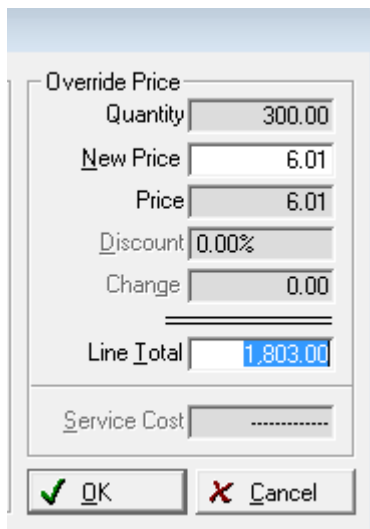 Override Price
Quantity 300.00
New Price 6.01
Price 6.01
Discount 0.00%
Change 0.00
Line Total 1,803.00
Service Cost -------------
OK Cancel